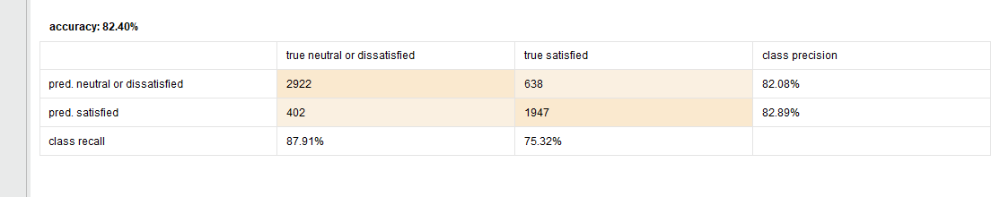 accuracy: 82.40%
true neutral or dissatisfied true satisfied class precision
pred. neutral or dissatisfied 2922 638 82.08%
pred. satisfied 402 1947 82.89%
class recall 87.91% 75.32%